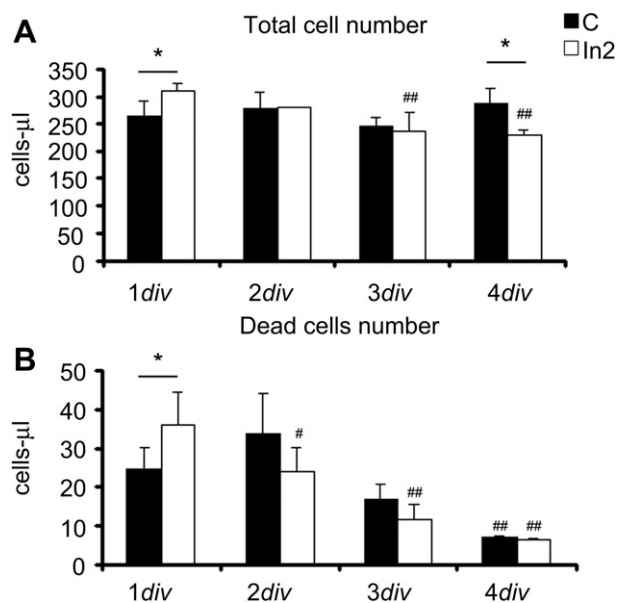 A
Total cell number
C
In2
cells-µl
350
300
250
200
150
100
50
0
*
##
*
##
1div
2div
3div
4div
B
Dead cells number
cells-µl
50
40
30
20
10
0
*
#
##
##
##
1div
2div
3div
4div